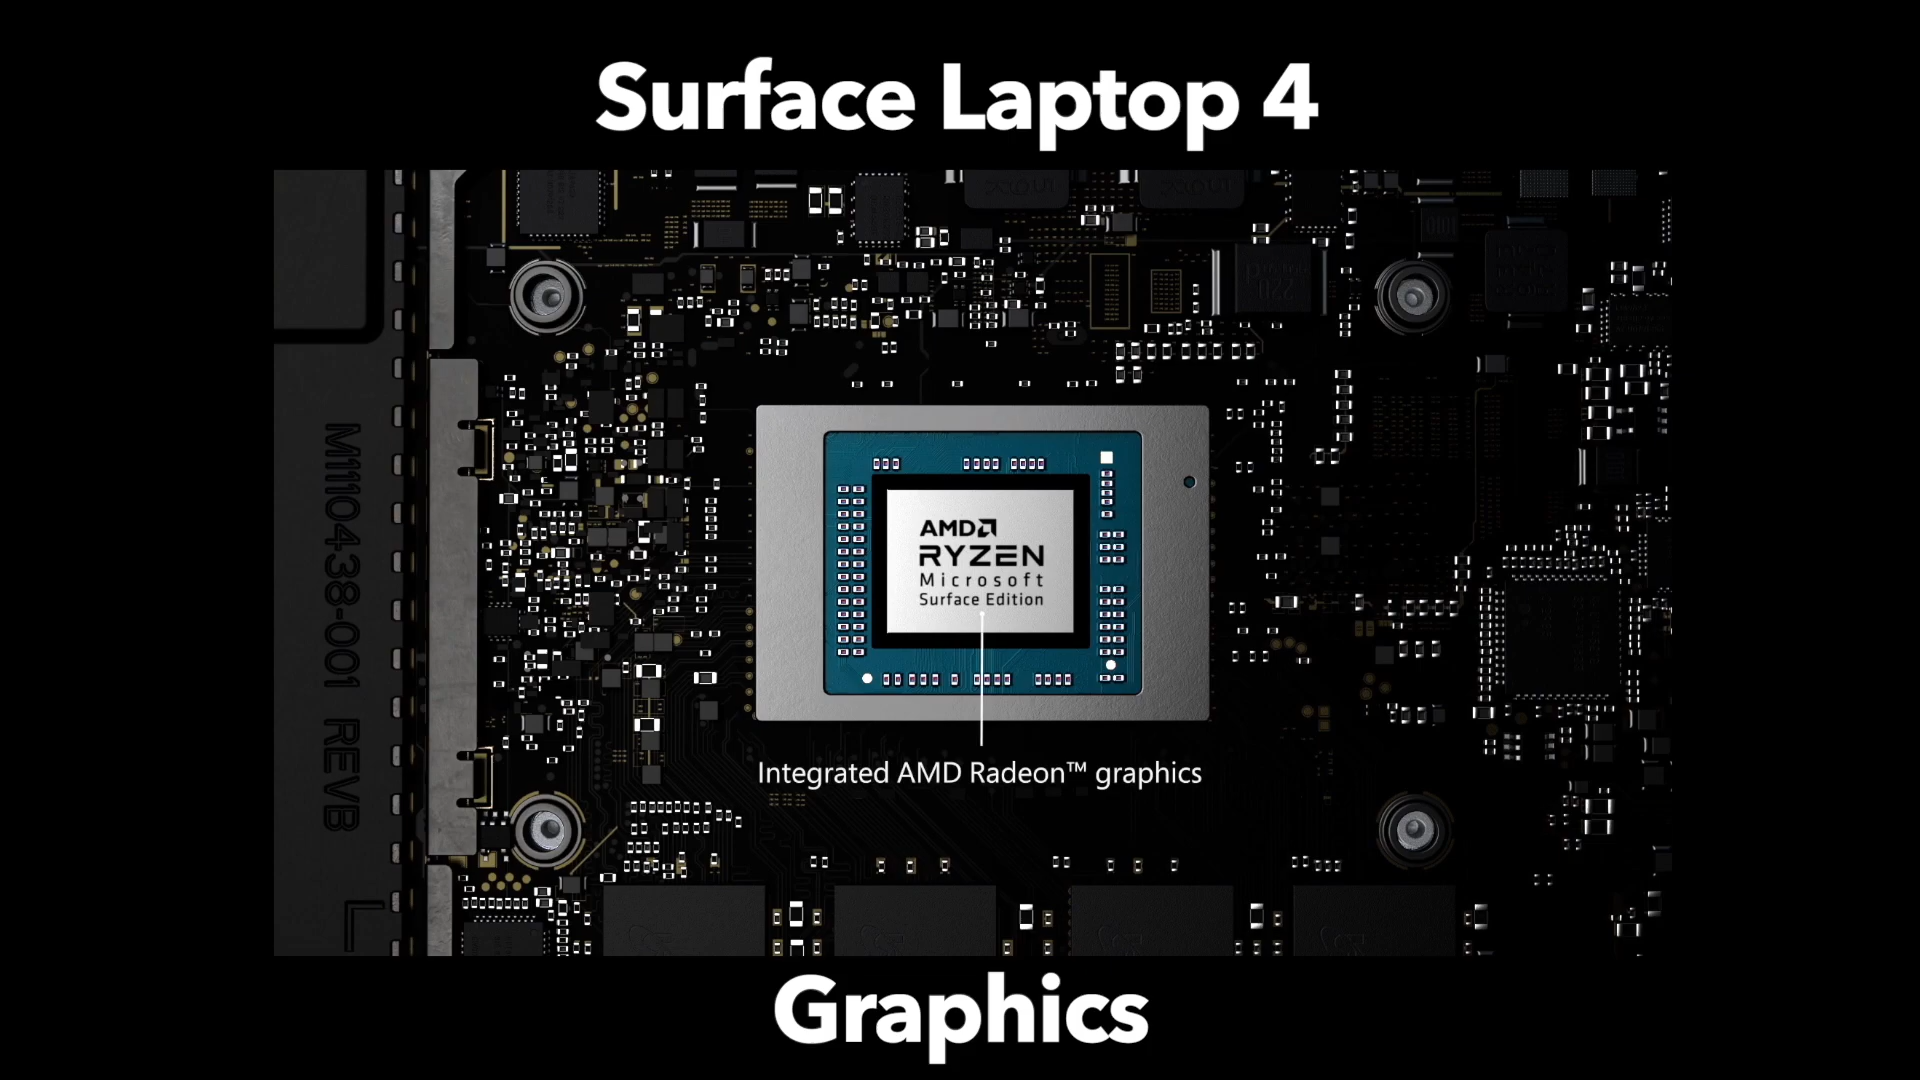 Surface Laptop 4
M1110438-001 REVB
AMD
RYZEN
Microsoft
Surface Edition
Integrated AMD Radeon™ graphics
Graphics